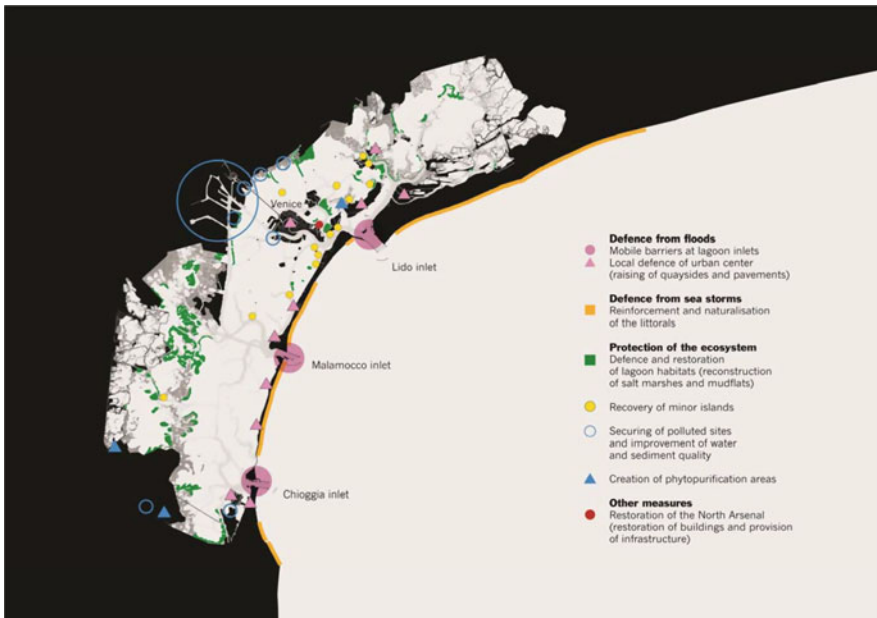 Venice
Lido inlet
Malamocco inlet
Chioggia inlet
Defence from floods
Mobile barriers at lagoon inlets
Local defence of urban center
(raising of quaysides and pavements)
Defence from sea storms
Reinforcement and naturalisation
of the littorals
Protection of the ecosystem
Defence and restoration
of lagoon habitats (reconstruction
of salt marshes and mudflats)
Recovery of minor islands
Securing of polluted sites
and improvement of water
and sediment quality
Creation of phytopurification areas
Other measures
Restoration of the North Arsenal
(restoration of buildings and provision
of infrastructure)